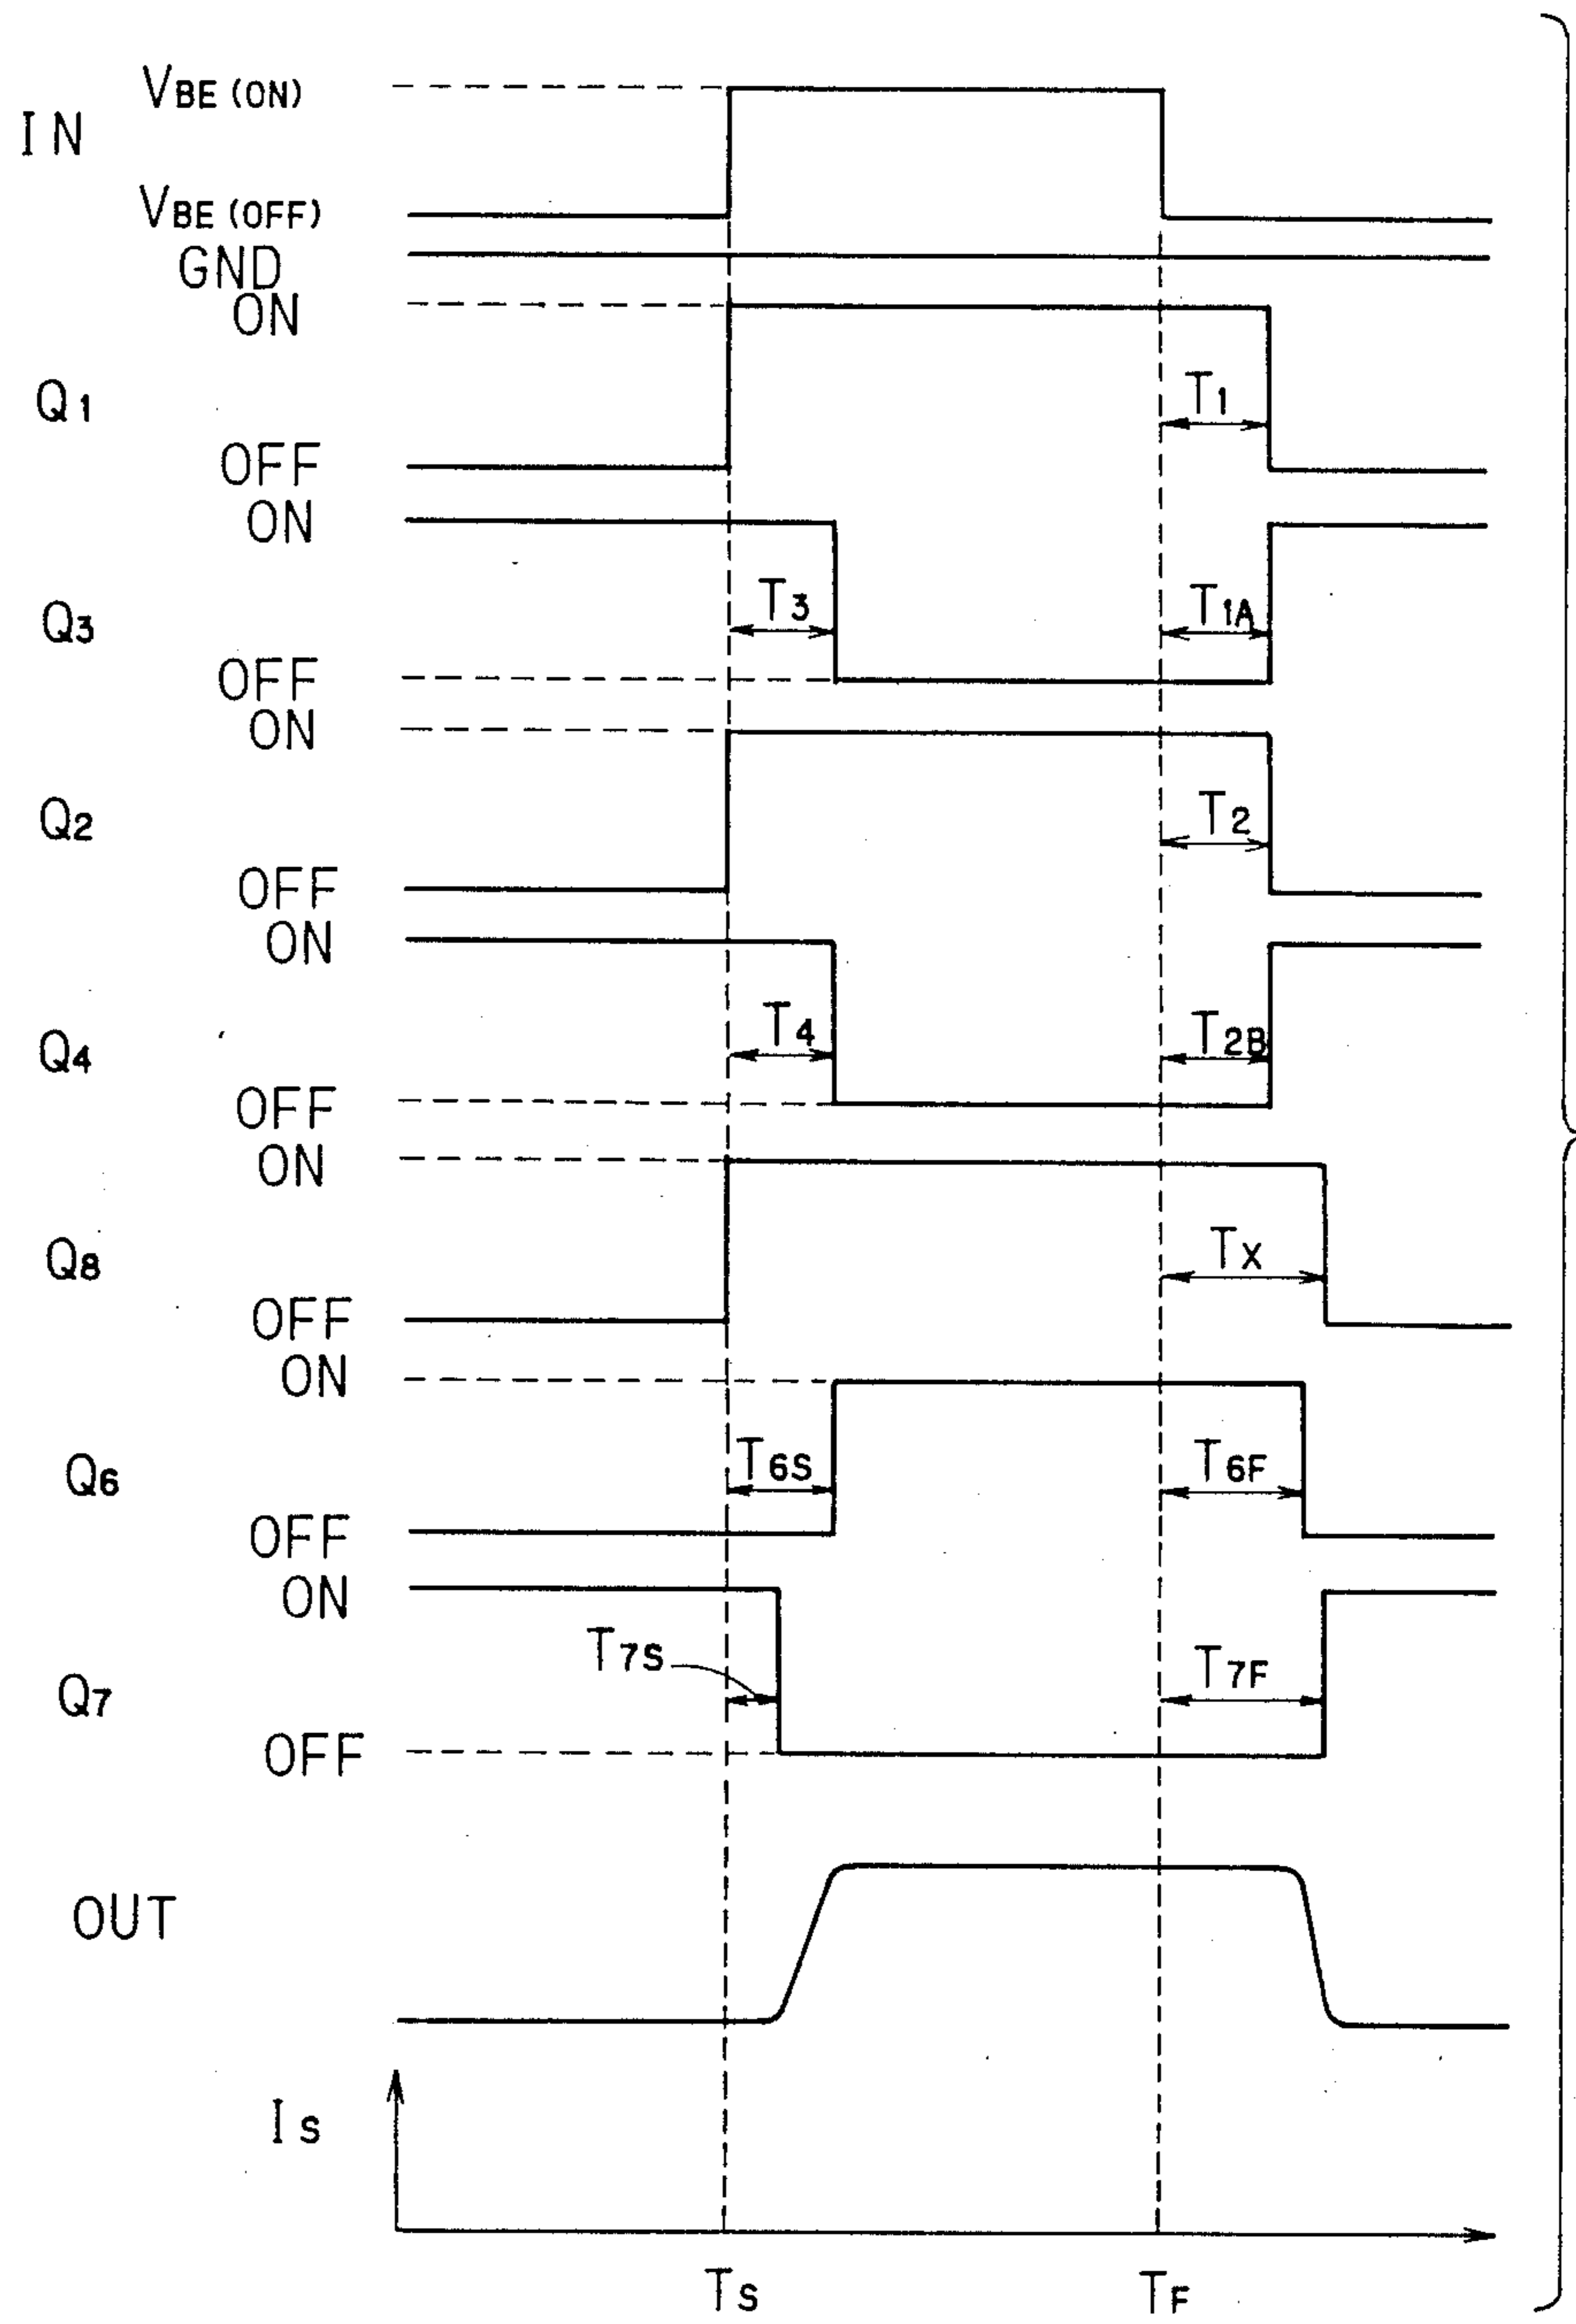 VBE (ON)
IN
VBE (OFF)
GND
ON
Q1
T1
OFF
ON
Q3
T3
T1A
OFF
ON
Q2
T2
OFF
ON
Q4
T4
T2B
OFF
ON
Q8
TX
OFF
ON
Q6
T6S
T6F
OFF
ON
T7S
T7F
Q7
OFF
OUT
IS
TS
TF